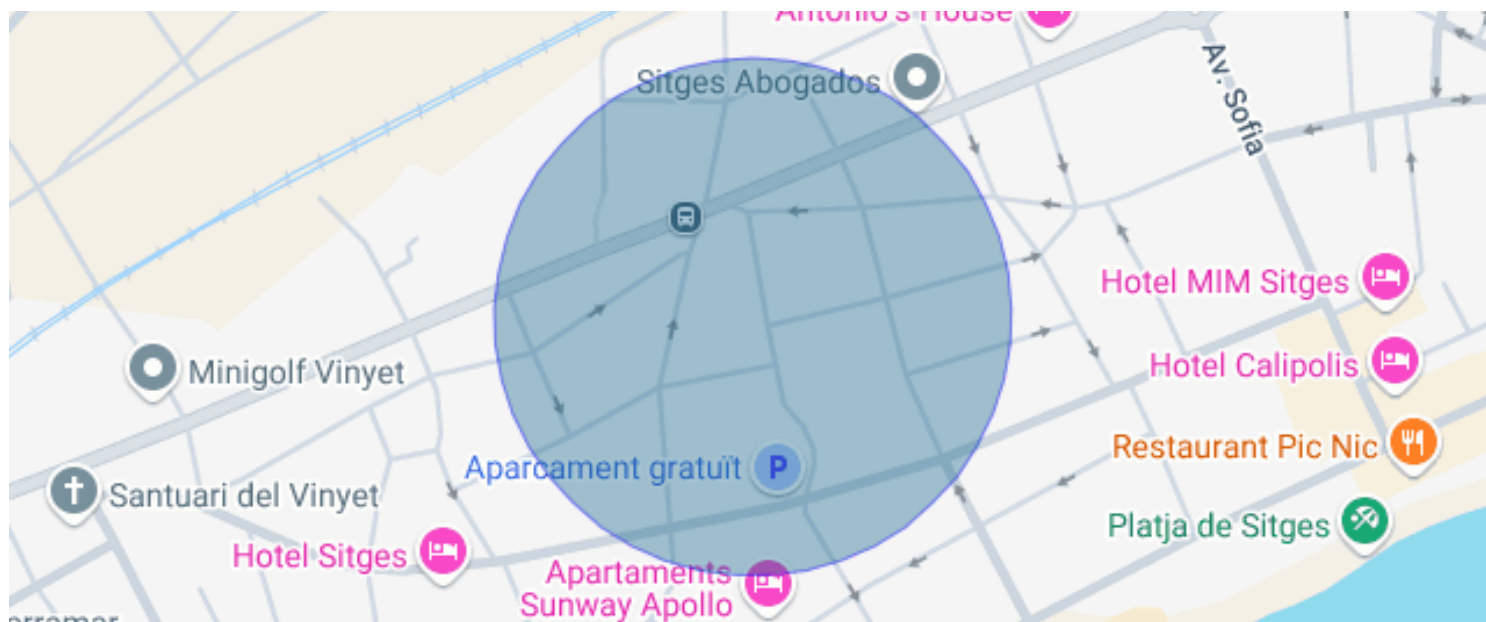 Antonio's House
Sitges Abogados
Av. Sofia
Hotel MIM Sitges
Minigolf Vinyet
Hotel Calipolis
Restaurant Pic Nic
Aparcament gratuït
P
Santuari del Vinyet
Platja de Sitges
Hotel Sitges
Apartaments
Sunway Apollo